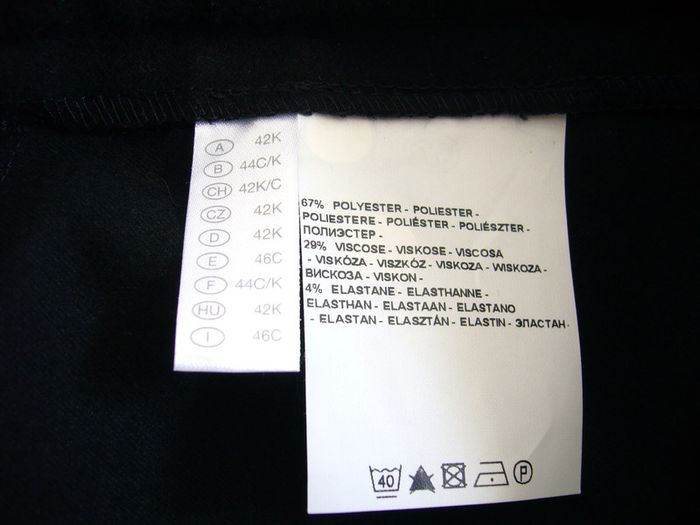 A 42K
B 44C/K
CH 42K/C
CZ 42K
D 42K
E 46C
F 44C/K
HU 42K
I 46C
67% POLYESTER - POLIESTER -
POLIESTERE - POLIÉSTER - POLIÉSZTER -
ПОЛИЭСТЕР -
29% VISCOSE - VISKOSE - VISCOSA
- VISKÓZA - VISZKÓZ - VISKOZA - WISKOZA -
ВИСКОЗА - VISKON -
4% ELASTANE - ELASTHANNE -
ELASTHAN - ELASTAAN - ELASTANO
- ELASTAN - ELASZTÁN - ELASTIN - ЭЛАСТАН -
40 P